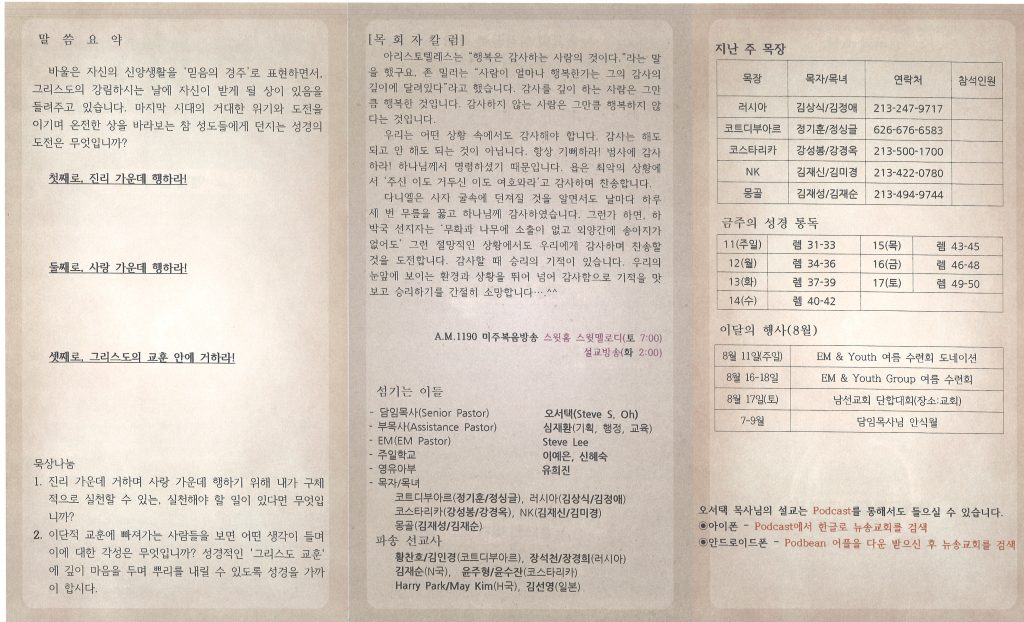 말 씀 요 약
바울은 자신의 신앙생활을 '믿음의 경주'로 표현하면서,
그리스도의 강림하시는 날에 자신이 받게 될 상이 있음을
들려주고 있습니다. 마지막 시대의 거대한 위기와 도전을
이기며 온전한 상을 바라보는 참 성도들에게 던지는 성경의
도전은 무엇입니까?
첫째로, 진리 가운데 행하라!
둘째로, 사랑 가운데 행하라!
셋째로, 그리스도의 교훈 안에 거하라!
묵상나눔
1. 진리 가운데 거하며 사랑 가운데 행하기 위해 내가 구체
적으로 실천할 수 있는, 실천해야 할 일이 있다면 무엇입
니까?
2. 이단적 교훈에 빠져가는 사람들을 보면 어떤 생각이 들며
이에 대한 각성은 무엇입니까? 성경적인 '그리스도 교훈'
에 깊이 마음을 두며 뿌리를 내릴 수 있도록 성경을 가까
이 합시다.
[목 회 자 칼 럼]
아리스토텔레스는 "행복은 감사하는 사람의 것이다."라는 말
을 했구요, 존 밀러는 "사람이 얼마나 행복한가는 그의 감사의
깊이에 달려있다"라고 했습니다. 감사를 깊이 하는 사람은 그만
큼 행복한 것입니다. 감사하지 않는 사람은 그만큼 행복하지 않
다는 것입니다.
우리는 어떤 상황 속에서도 감사해야 합니다. 감사는 해도
되고 안 해도 되는 것이 아닙니다. 항상 기뻐하라! 범사에 감사
하라! 하나님께서 명령하셨기 때문입니다. 욥은 최악의 상황에
서 '주신 이도 거두신 이도 여호와라'고 감사하며 찬송합니다.
다니엘은 사자 굴속에 던져질 것을 알면서도 날마다 하루
세 번 무릎을 꿇고 하나님께 감사하였습니다. 그런가 하면, 하
박국 선지자는 '무화과 나무에 소출이 없고 외양간에 송아지가
없어도' 그런 절망적인 상황에서도 우리에게 감사하며 찬송할
것을 도전합니다. 감사할 때 승리의 기적이 있습니다. 우리의
눈앞에 보이는 환경과 상황을 뛰어 넘어 감사함으로 기적을 맛
보고 승리하기를 간절히 소망합니다….^^
A.M.1190 미주복음방송 스윗홈 스윗멜로디(토 7:00)
설교방송(화 2:00)
섬기는 이들
- 담임목사(Senior Pastor) 오서택(Steve S, Oh)
- 부목사(Assistance Pastor) 심재환(기획, 행정, 교육)
- EM(EM Pastor) Steve Lee
- 주일학교 이예은, 신혜숙
- 영유아부 유희진
- 목자/목녀
코트디부아르(정기훈/정싱글), 러시아(김상식/김정애)
코스타리카(강성봉/강경옥), NK(김재신/김미경)
몽골(김재성/김재순)
파송 선교사
황찬호/김인경(코트디부아르), 장석천/장경희(러시아)
김재순(N국), 윤주형/윤수잔(코스타리카)
Harry Park/May Kim(H국), 김선영(일본)
지난 주 목장
목장 목자/목녀 연락처 참석인원
러시아 김상식/김정애 213-247-9717
코트디부아르 정기훈/정싱글 626-676-6583
코스타리카 강성봉/강경옥 213-500-1700
NK 김재신/김미경 213-422-0780
몽골 김재성/김재순 213-494-9744
금주의 성경 통독
11(주일) 렘 31-33 15(목) 렘 43-45
12(월) 렘 34-36 16(금) 렘 46-48
13(화) 렘 37-39 17(토) 렘 49-50
14(수) 렘 40-42
이달의 행사(8월)
8월 11일(주일) EM & Youth 여름 수련회 도네이션
8월 16-18일 EM & Youth Group 여름 수련회
8월 17일(토) 남선교회 단합대회(장소:교회)
7-9월 담임목사님 안식월
오서택 목사님의 설교는 Podcast를 통해서도 들으실 수 있습니다.
◉아이폰 - Podcast에서 한글로 뉴송교회를 검색
◉안드로이드폰 - Podbean 어플을 다운 받으신 후 뉴송교회를 검색